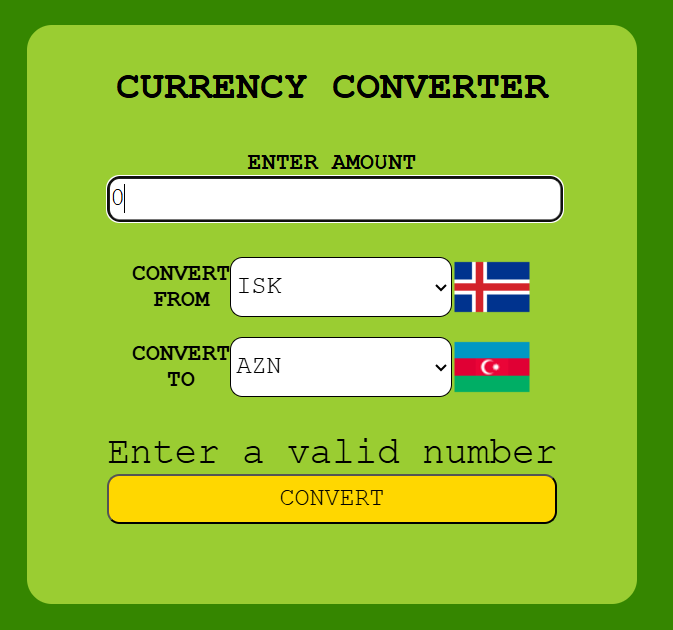 CURRENCY CONVERTER
ENTER AMOUNT
0
CONVERT
FROM
ISK
CONVERT
TO
AZN
Enter a valid number
CONVERT